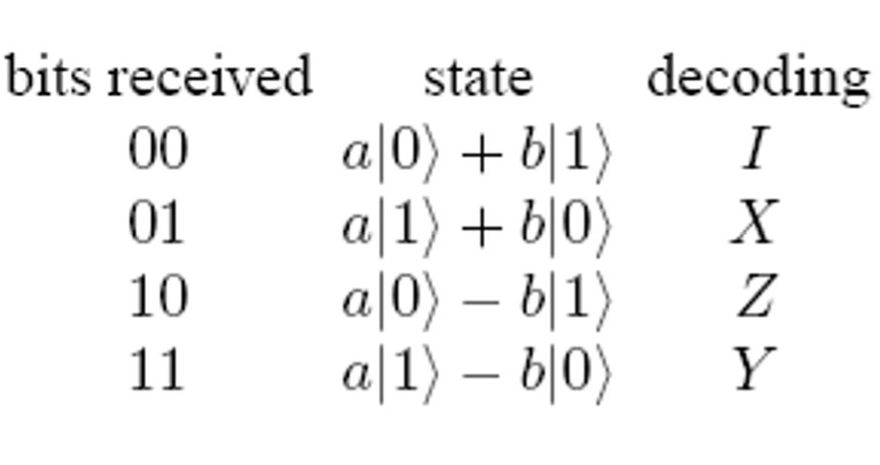 bits received state decoding
00 a|0⟩ + b|1⟩ I
01 a|1⟩ + b|0⟩ X
10 a|0⟩ − b|1⟩ Z
11 a|1⟩ − b|0⟩ Y